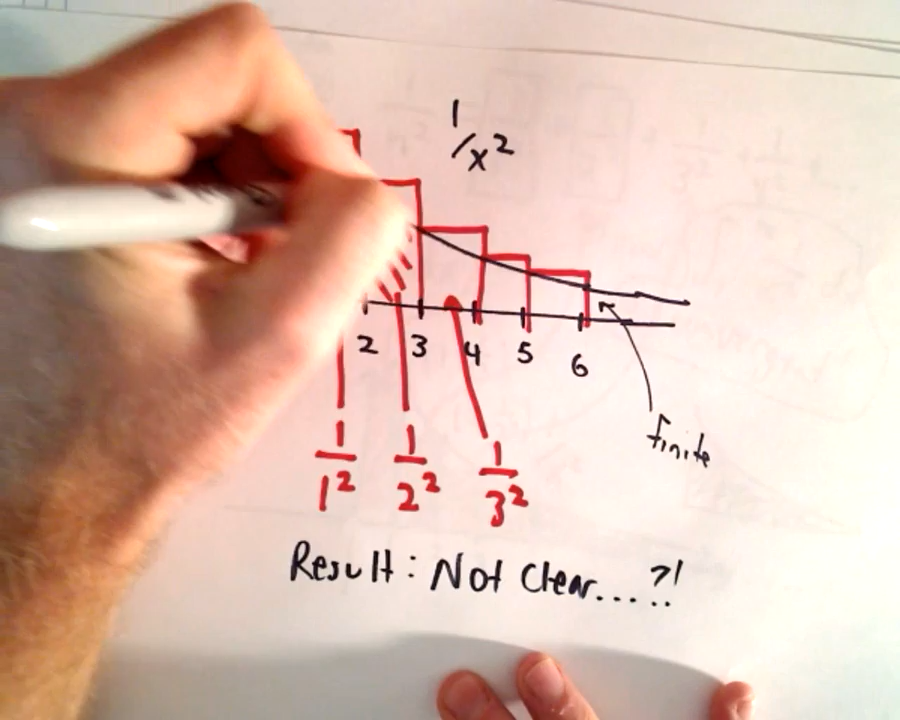 1/x²
2 3 4 5 6
finite
1/1² 1/2² 1/3²
Result: Not Clear....?!